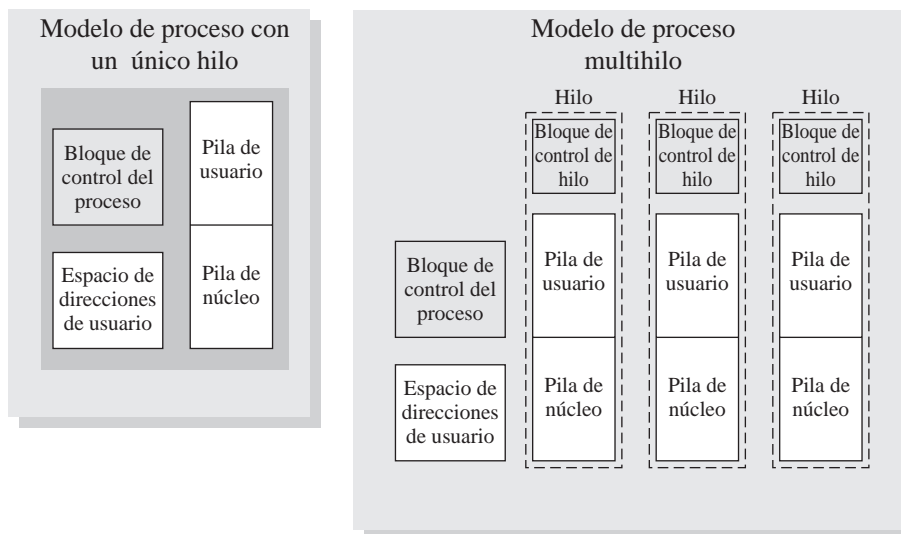 Modelo de proceso con
un único hilo
Bloque de
control del
proceso
Espacio de
direcciones
de usuario
Pila de
usuario
Pila de
núcleo
Modelo de proceso
multihilo
Bloque de
control del
proceso
Espacio de
direcciones
de usuario
Hilo
Bloque de
control de
hilo
Pila de
usuario
Pila de
núcleo
Hilo
Bloque de
control de
hilo
Pila de
usuario
Pila de
núcleo
Hilo
Bloque de
control de
hilo
Pila de
usuario
Pila de
núcleo